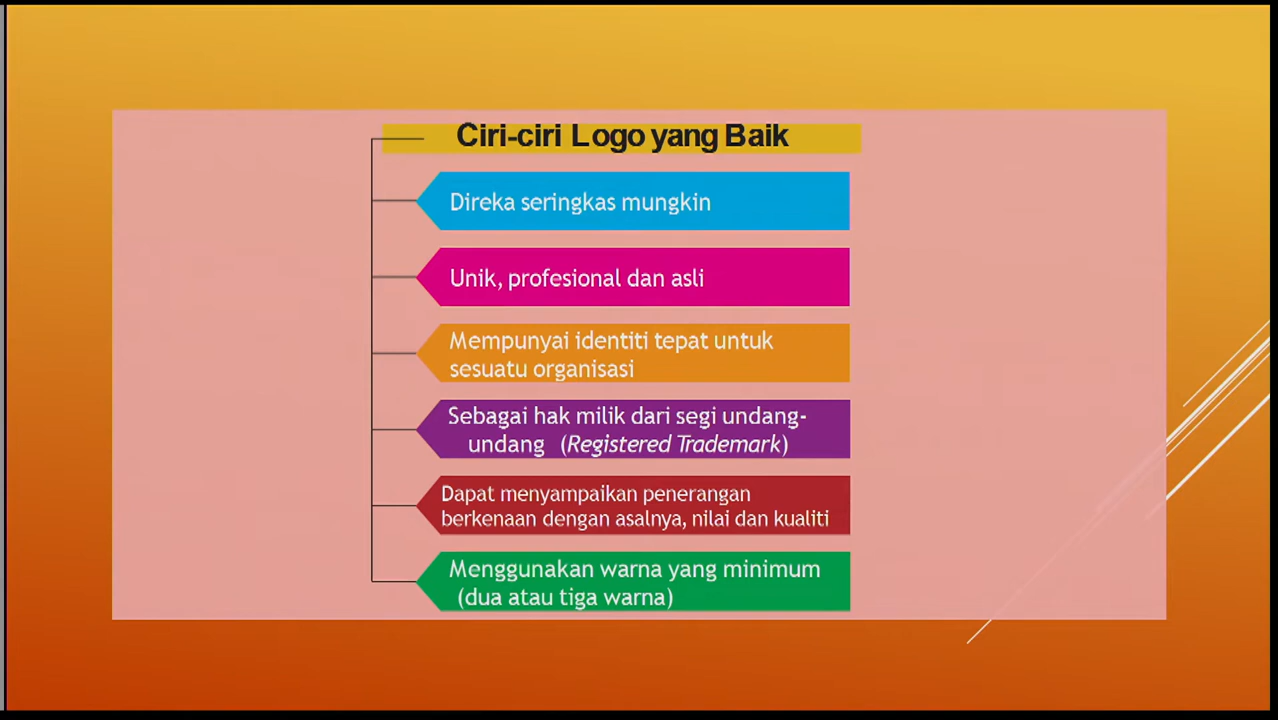 Ciri-ciri Logo yang Baik
Direka seringkas mungkin
Unik, profesional dan asli
Mempunyai identiti tepat untuk
sesuatu organisasi
Sebagai hak milik dari segi undang-
undang (Registered Trademark)
Dapat menyampaikan penerangan
berkenaan dengan asalnya, nilai dan kualiti
Menggunakan warna yang minimum
(dua atau tiga warna)